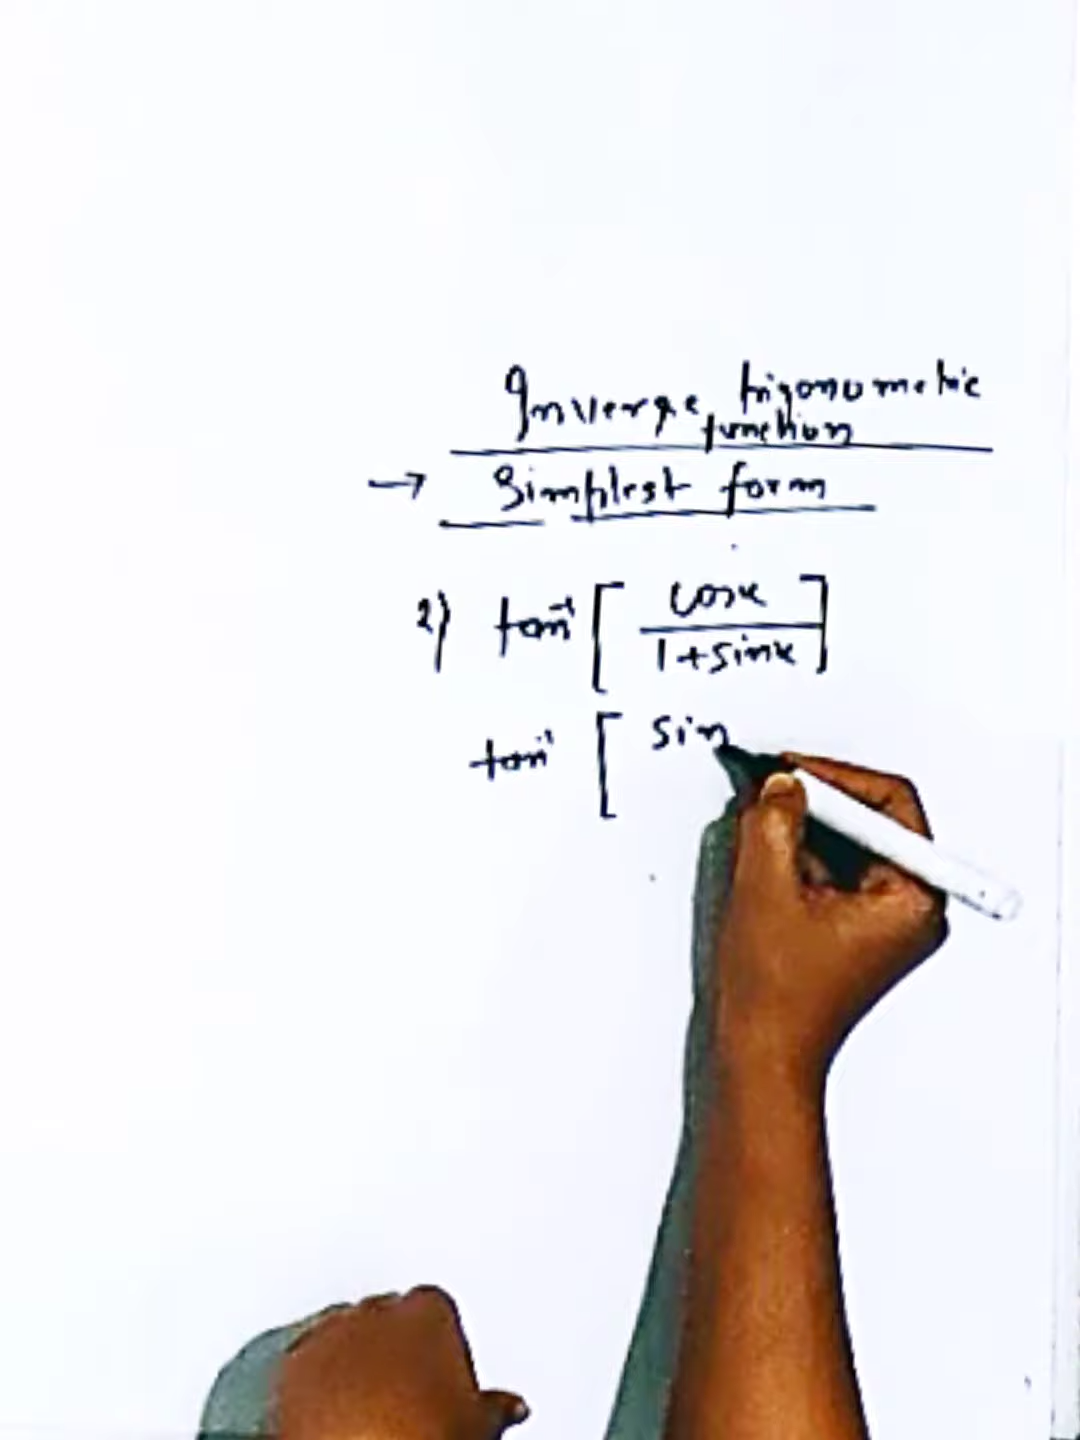 Inverse trigonometric
function
→ Simplest form
2) tan⁻¹ [ cosx / 1+sinx ]
tan⁻¹ [ sin